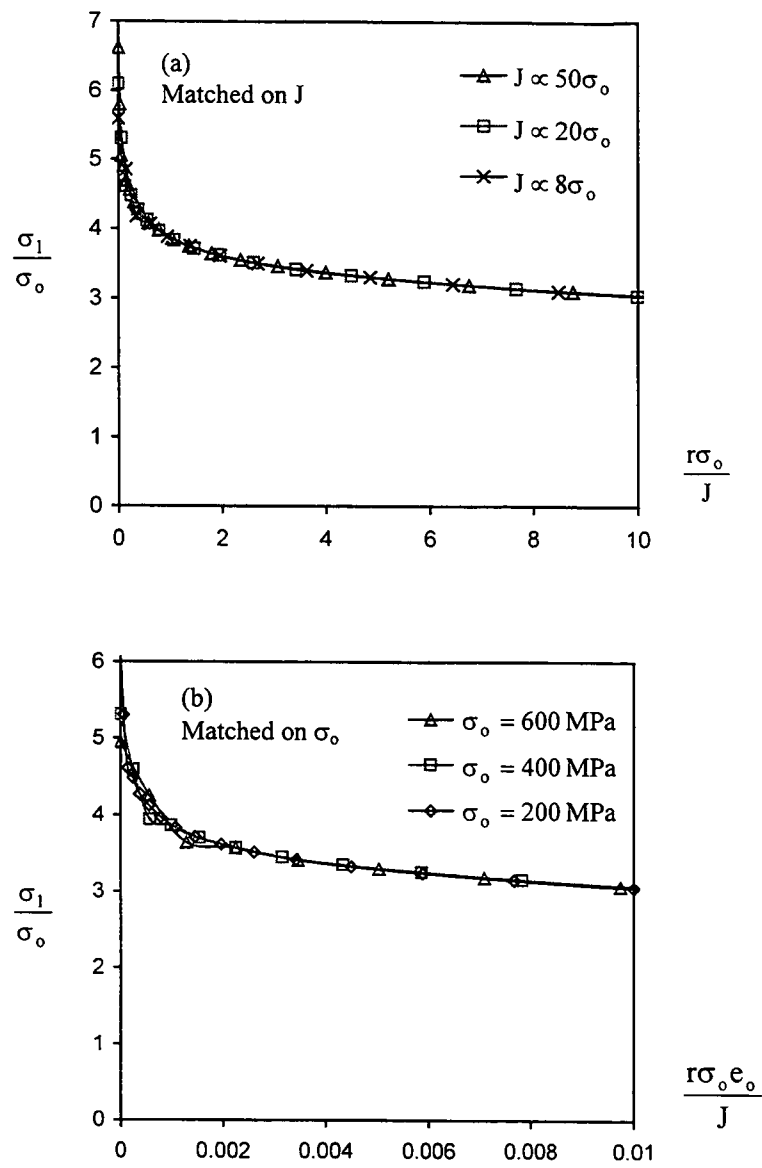 7
6
5
4
3
2
1
0
(a)
Matched on J
J ∝ 50σₒ
J ∝ 20σₒ
J ∝ 8σₒ
σ₁
σₒ
rσₒ
J
0 2 4 6 8 10
6
5
4
3
2
1
0
(b)
Matched on σₒ
σₒ = 600 MPa
σₒ = 400 MPa
σₒ = 200 MPa
σ₁
σₒ
rσₒeₒ
J
0 0.002 0.004 0.006 0.008 0.01